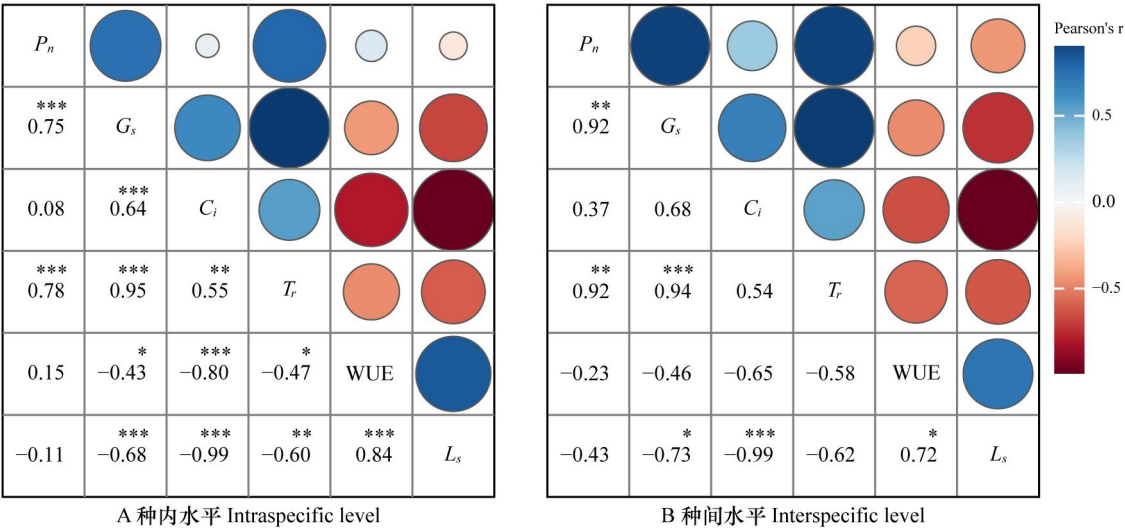 Pn
Pearson's r
*** 
0.75 Gs
0.08 *** 0.64 Ci
*** 0.78 *** 0.95 ** 0.55 Tr
0.15 * −0.43 *** −0.80 * −0.47 WUE
−0.11 *** −0.68 *** −0.99 ** −0.60 *** 0.84 Ls
A 种内水平 Intraspecific level
Pn
** 0.92 Gs
0.37 0.68 Ci
** 0.92 *** 0.94 0.54 Tr
−0.23 −0.46 −0.65 −0.58 WUE
−0.43 * −0.73 *** −0.99 −0.62 * 0.72 Ls
B 种间水平 Interspecific level
0.5
0.0
−0.5